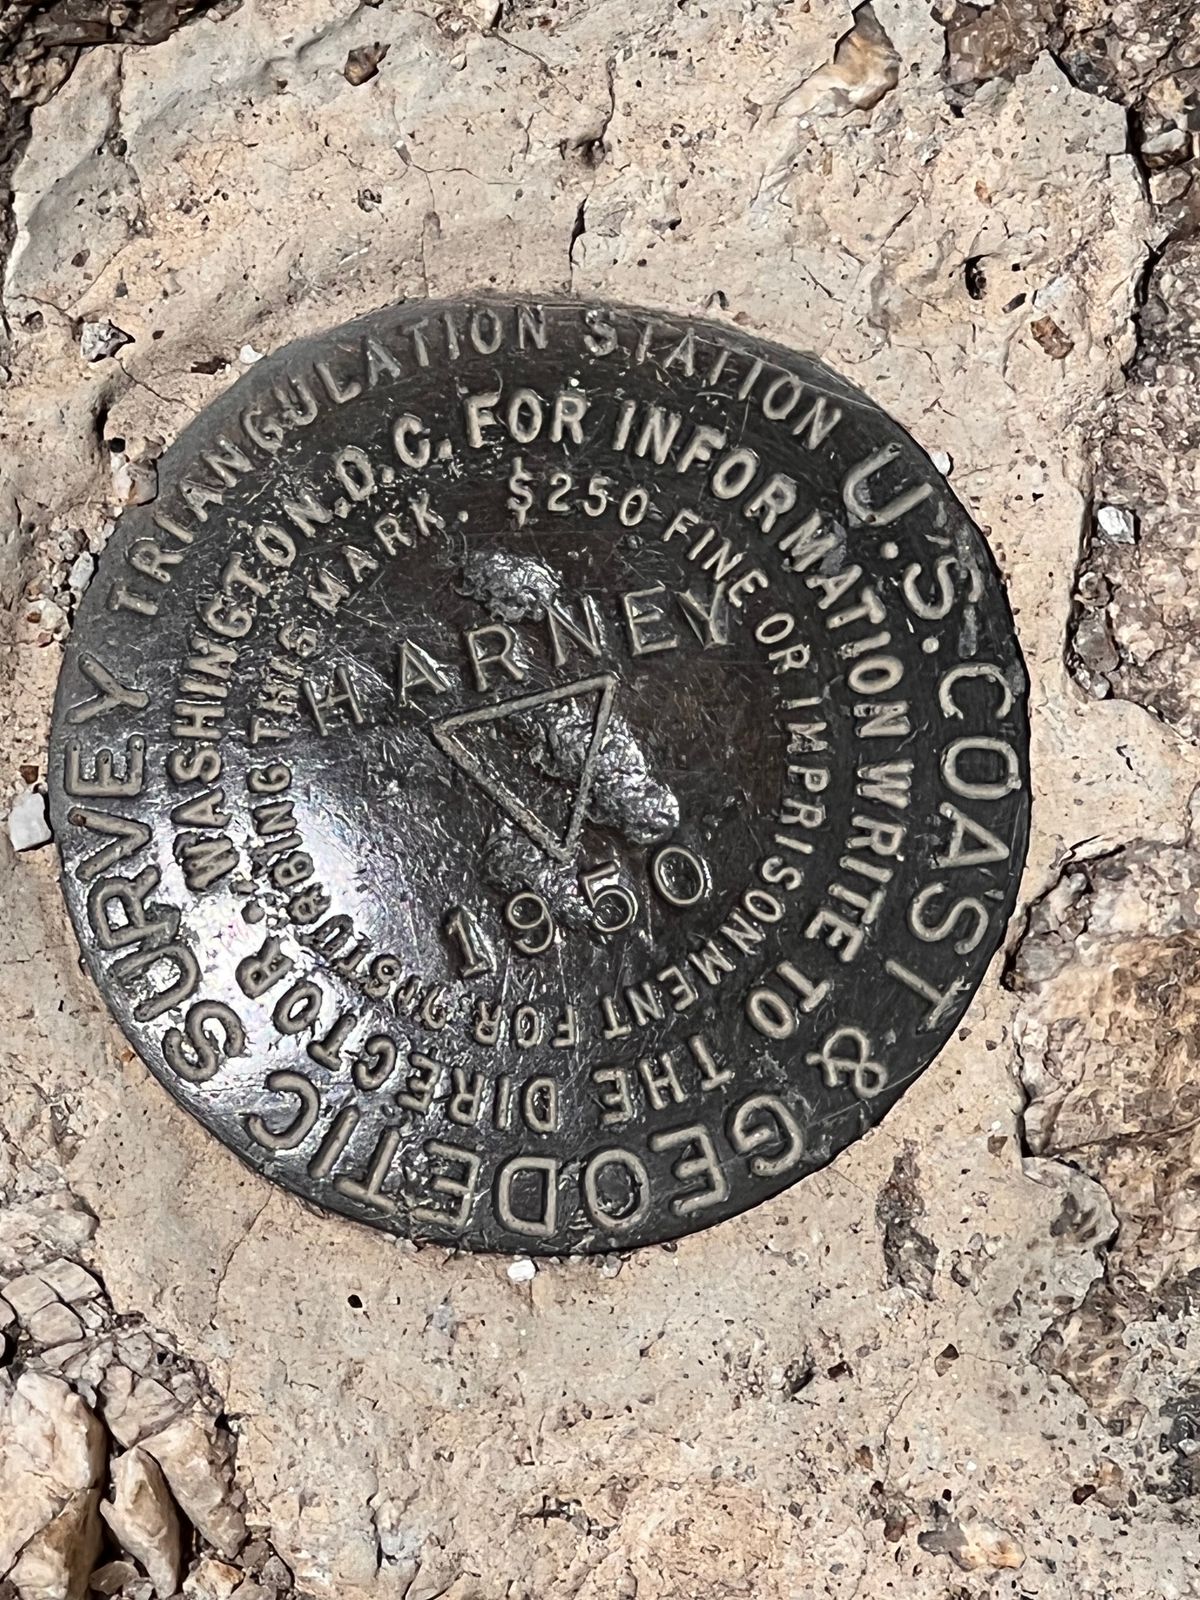 U.S. COAST & GEODETIC SURVEY TRIANGULATION STATION
FOR INFORMATION WRITE TO THE DIRECTOR. WASHINGTON. D.C.
$250 FINE OR IMPRISONMENT FOR DISTURBING THIS MARK.
HARNEY
1950